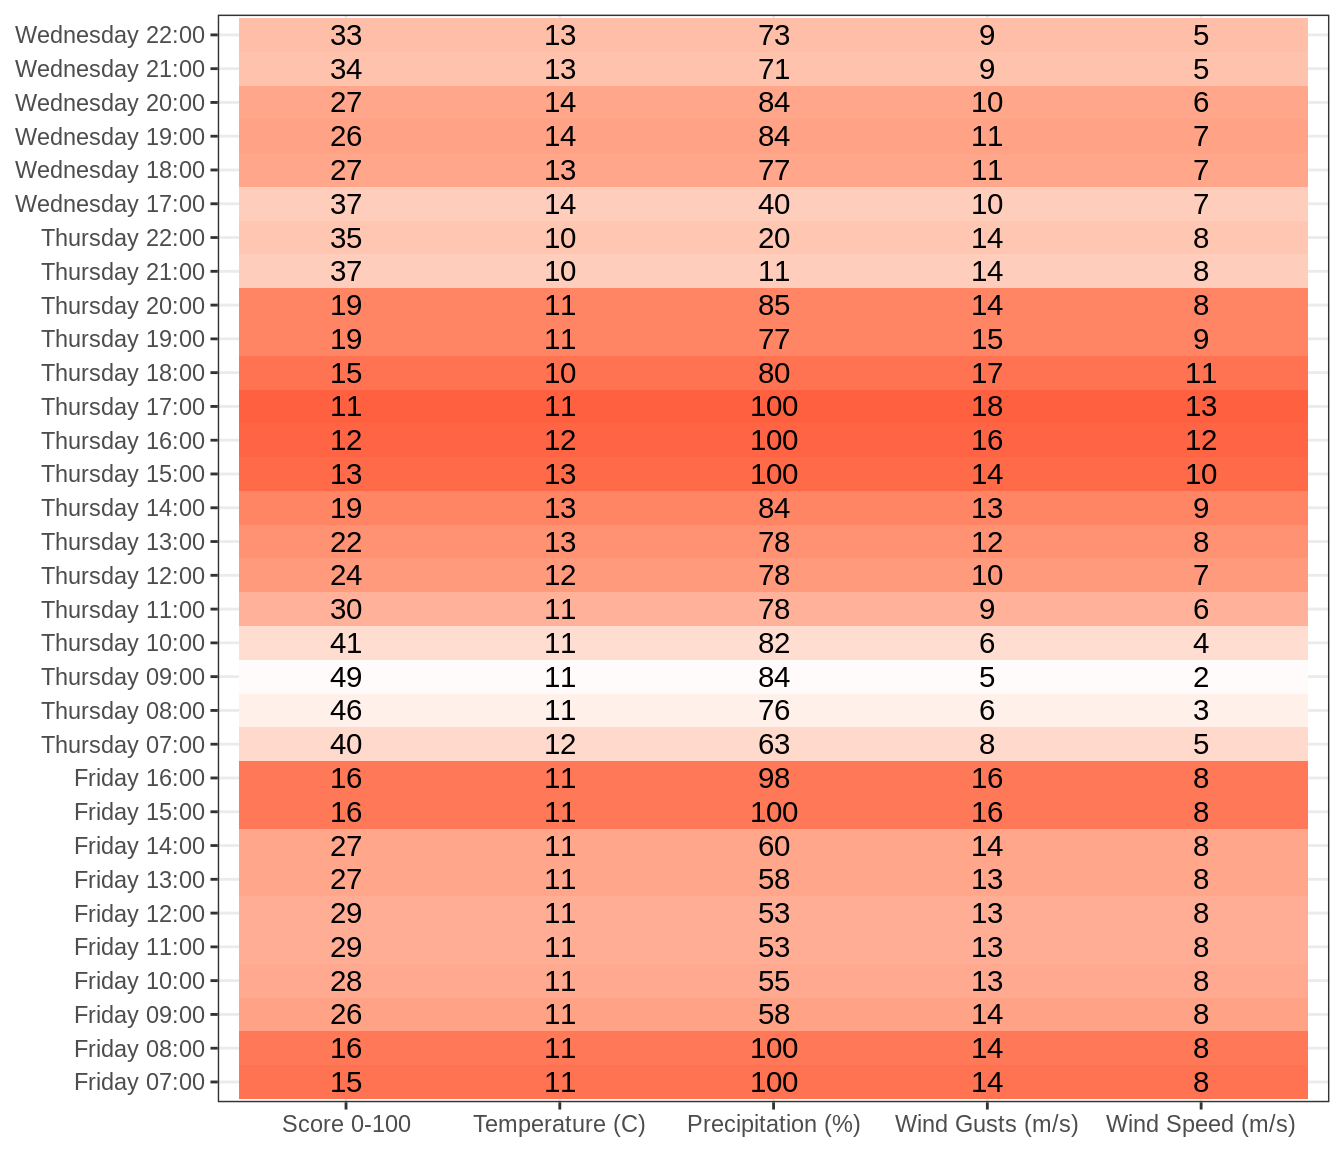 Wednesday 22:00 33 13 73 9 5
Wednesday 21:00 34 13 71 9 5
Wednesday 20:00 27 14 84 10 6
Wednesday 19:00 26 14 84 11 7
Wednesday 18:00 27 13 77 11 7
Wednesday 17:00 37 14 40 10 7
Thursday 22:00 35 10 20 14 8
Thursday 21:00 37 10 11 14 8
Thursday 20:00 19 11 85 14 8
Thursday 19:00 19 11 77 15 9
Thursday 18:00 15 10 80 17 11
Thursday 17:00 11 11 100 18 13
Thursday 16:00 12 12 100 16 12
Thursday 15:00 13 13 100 14 10
Thursday 14:00 19 13 84 13 9
Thursday 13:00 22 13 78 12 8
Thursday 12:00 24 12 78 10 7
Thursday 11:00 30 11 78 9 6
Thursday 10:00 41 11 82 6 4
Thursday 09:00 49 11 84 5 2
Thursday 08:00 46 11 76 6 3
Thursday 07:00 40 12 63 8 5
Friday 16:00 16 11 98 16 8
Friday 15:00 16 11 100 16 8
Friday 14:00 27 11 60 14 8
Friday 13:00 27 11 58 13 8
Friday 12:00 29 11 53 13 8
Friday 11:00 29 11 53 13 8
Friday 10:00 28 11 55 13 8
Friday 09:00 26 11 58 14 8
Friday 08:00 16 11 100 14 8
Friday 07:00 15 11 100 14 8
Score 0-100 Temperature (C) Precipitation (%) Wind Gusts (m/s) Wind Speed (m/s)